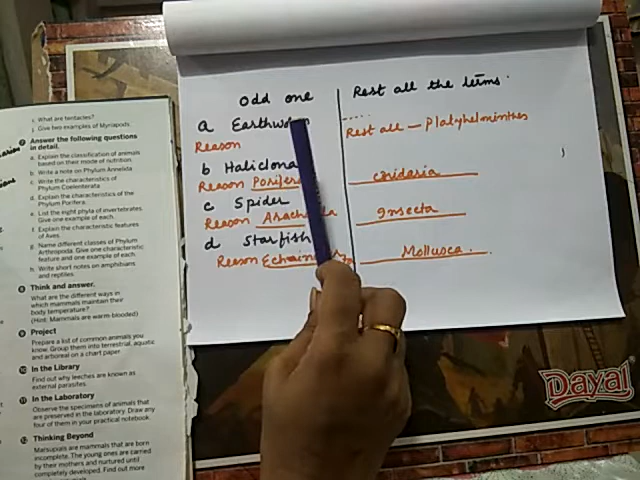 i. What are tentacles?
j. Give two examples of Myriapods.
7 Answer the following questions
in detail.
a. Explain the classification of animals
based on their mode of nutrition.
b. Write a note on Phylum Annelida
c. Write the characteristics of
Phylum Coelenterata
d. Explain the characteristics of the
Phylum Porifera.
e. List the eight phyla of invertebrates.
Give one example of each.
f. Explain the characteristic features
of Aves.
g. Name different classes of Phylum
Arthropoda. Give one characteristic
feature and one example of each.
h. Write short notes on amphibians
and reptiles.
8 Think and answer.
What are the different ways in
which mammals maintain their
body temperature?
(Hint: Mammals are warm blooded)
9 Project
Prepare a list of common animals you
know. Group them into terrestrial, aquatic
and arboreal on a chart paper.
10 In the Library
Find out why leeches are known as
external parasites.
11 In the Laboratory
Observe the specimens of animals that
are preserved in the laboratory. Draw any
four of them in your practical notebook.
12 Thinking Beyond
Marsupials are mammals that are born
incomplete. The young ones are carried
by their mothers and nurtured until
completely developed. Find out more
Odd one
a Earthworm
Reason
b Haliclona
Reason Porifera
c Spider
Reason
d Starfish
Reason
Rest all the terms.
Rest all — Platyhelminthes
cnidaria
Insecta
Mollusca.
Dayal